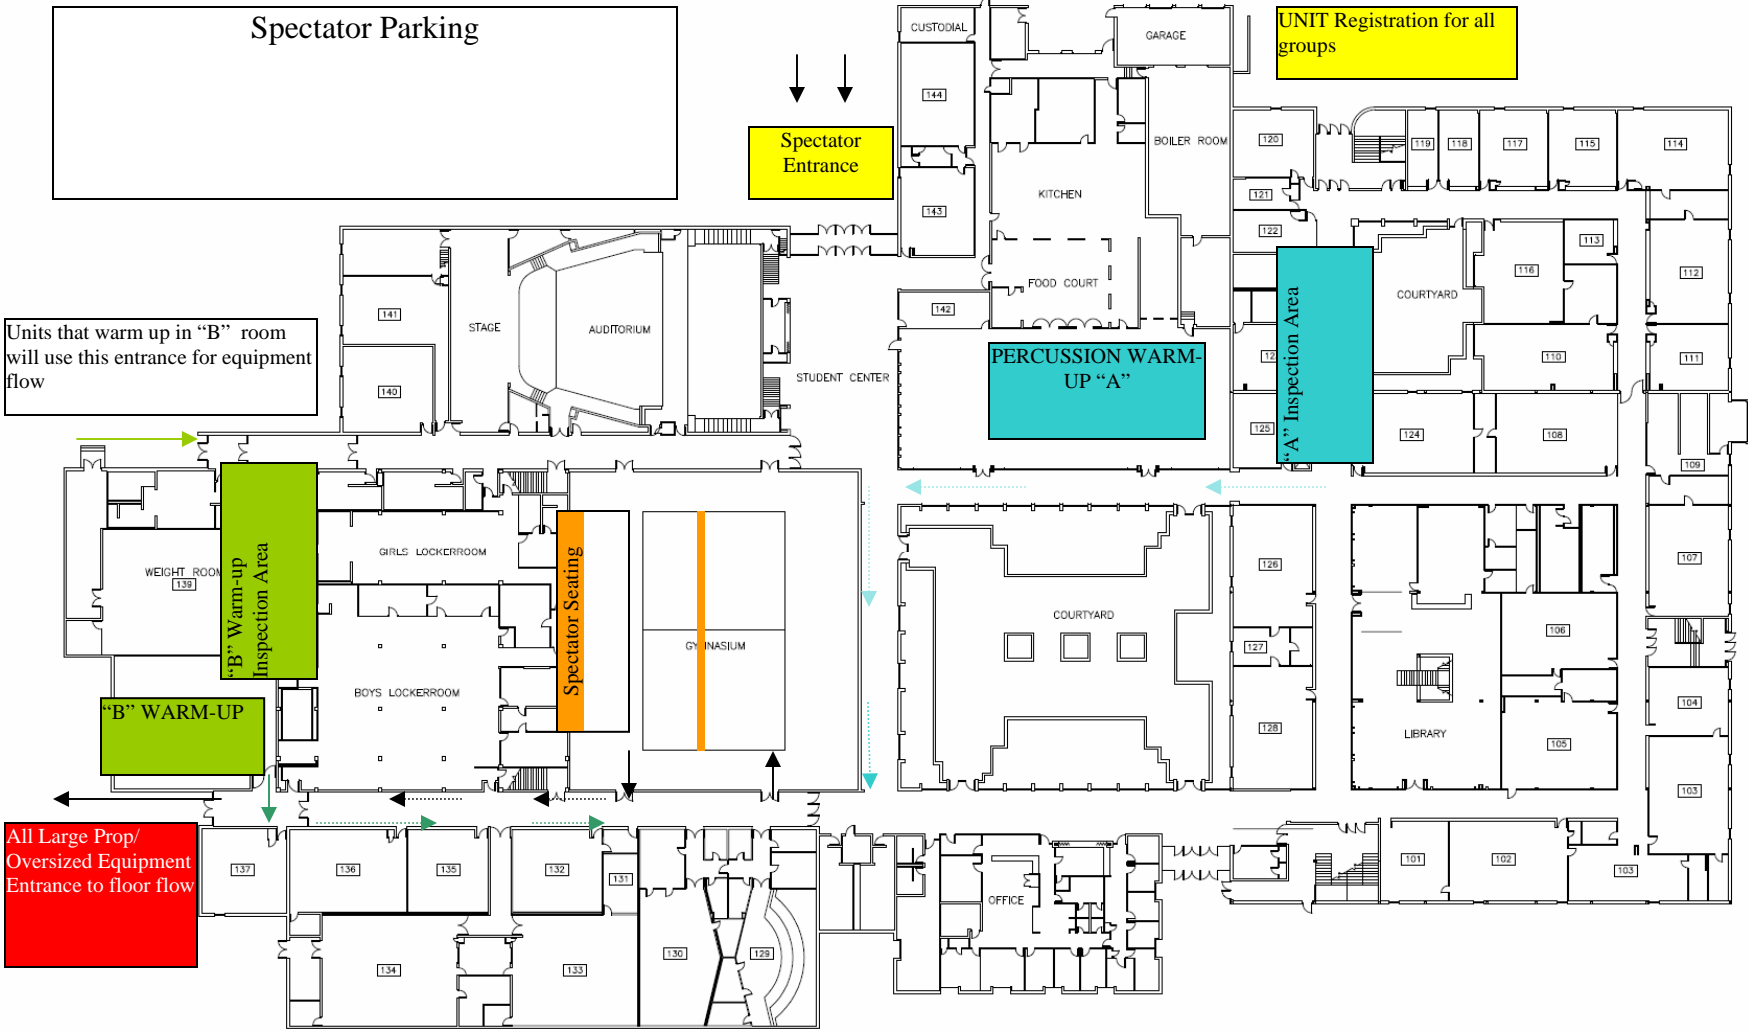 Spectator Parking
CUSTODIAL
GARAGE
UNIT Registration for all
groups
144
Spectator
Entrance
BOILER ROOM
120
119
118
117
115
114
KITCHEN
121
143
122
113
116
112
COURTYARD
FOOD COURT
142
141
STAGE
AUDITORIUM
Units that warm up in “B” room
will use this entrance for equipment
flow
STUDENT CENTER
PERCUSSION WARM-
UP “A”
“A” Inspection Area
110
111
140
125
124
108
109
GIRLS LOCKERROOM
WEIGHT ROOM
139
“B” Warm-up
Inspection Area
Spectator Seating
GYMNASIUM
COURTYARD
126
107
106
127
BOYS LOCKERROOM
“B” WARM-UP
128
LIBRARY
104
105
103
All Large Prop/
Oversized Equipment
Entrance to floor flow
137
136
135
132
131
101
102
103
OFFICE
134
133
130
129